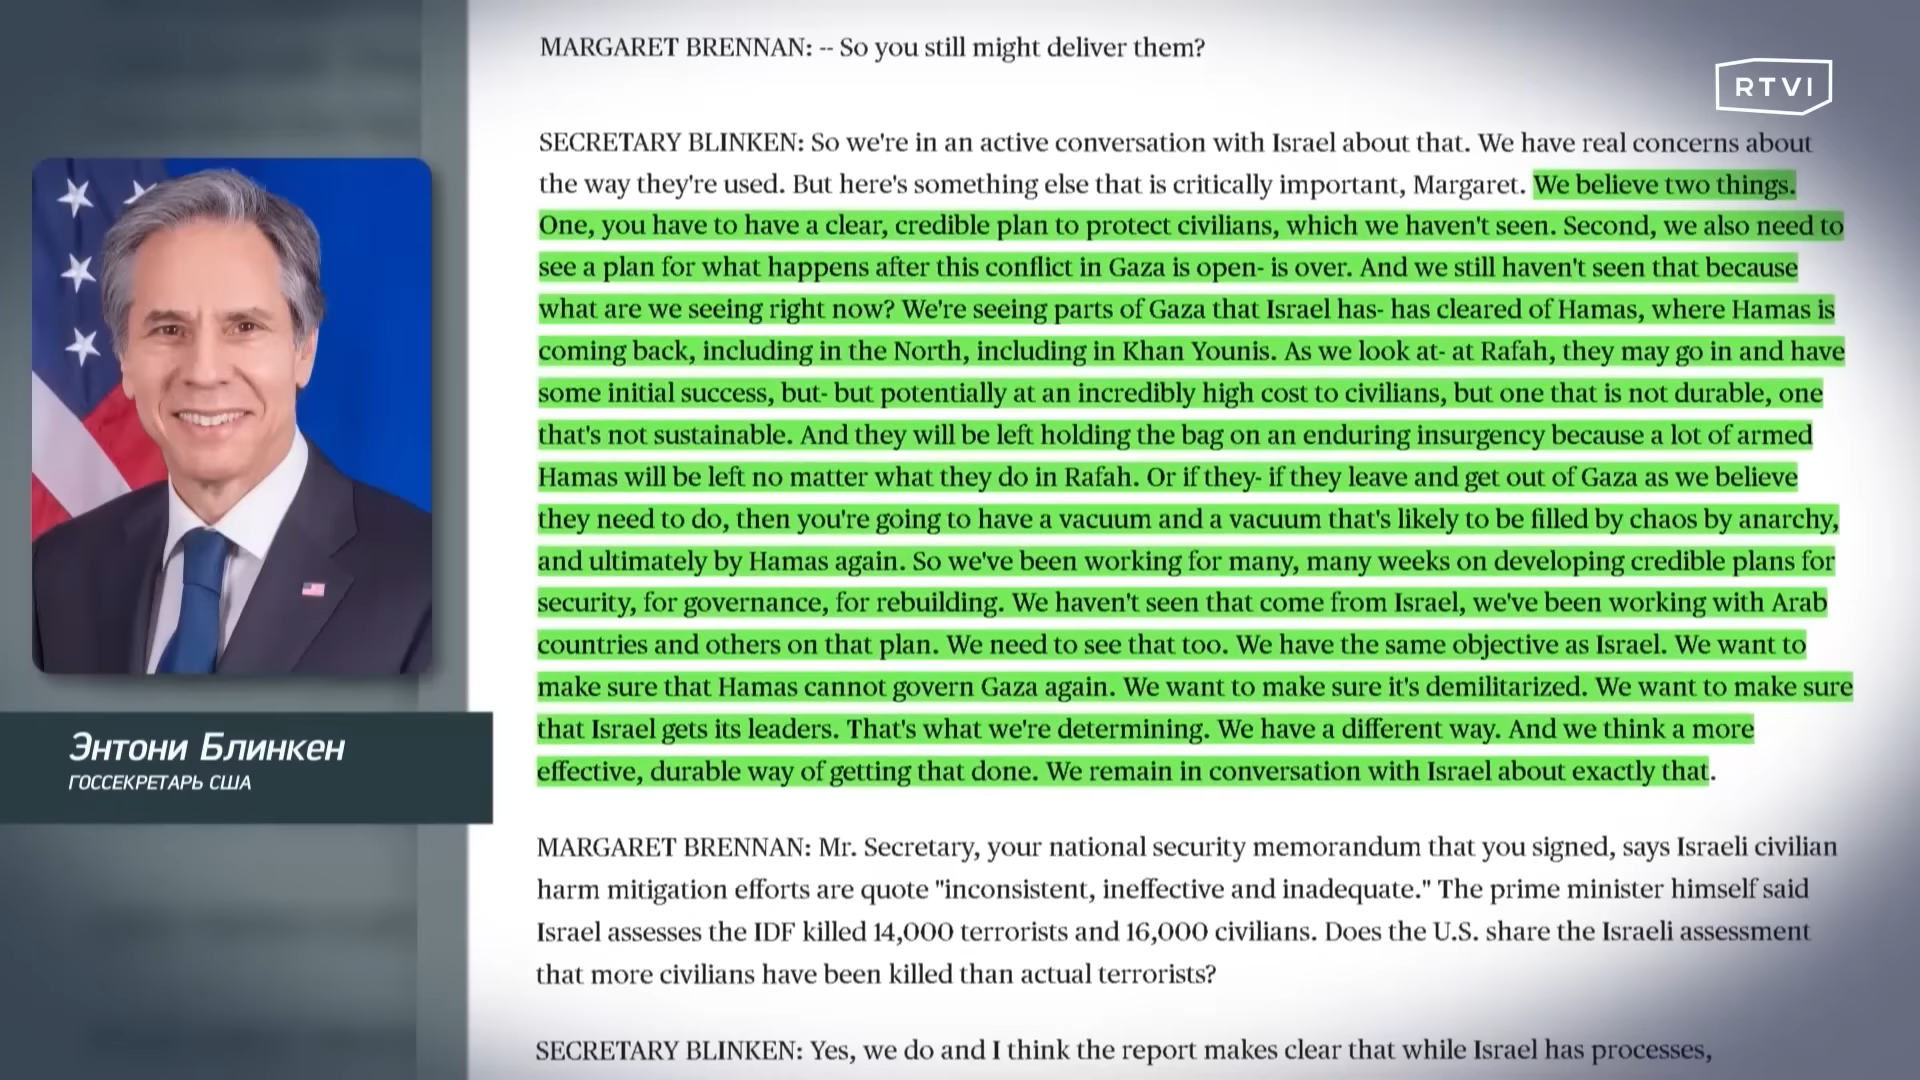 MARGARET BRENNAN: -- So you still might deliver them?
RTVI
SECRETARY BLINKEN: So we're in an active conversation with Israel about that. We have real concerns about
the way they're used. But here's something else that is critically important, Margaret. We believe two things.
One, you have to have a clear, credible plan to protect civilians, which we haven't seen. Second, we also need to
see a plan for what happens after this conflict in Gaza is open- is over. And we still haven't seen that because
what are we seeing right now? We're seeing parts of Gaza that Israel has- has cleared of Hamas, where Hamas is
coming back, including in the North, including in Khan Younis. As we look at- at Rafah, they may go in and have
some initial success, but- but potentially at an incredibly high cost to civilians, but one that is not durable, one
that's not sustainable. And they will be left holding the bag on an enduring insurgency because a lot of armed
Hamas will be left no matter what they do in Rafah. Or if they- if they leave and get out of Gaza as we believe
they need to do, then you're going to have a vacuum and a vacuum that's likely to be filled by chaos by anarchy,
and ultimately by Hamas again. So we've been working for many, many weeks on developing credible plans for
security, for governance, for rebuilding. We haven't seen that come from Israel, we've been working with Arab
countries and others on that plan. We need to see that too. We have the same objective as Israel. We want to
make sure that Hamas cannot govern Gaza again. We want to make sure it's demilitarized. We want to make sure
that Israel gets its leaders. That's what we're determining. We have a different way. And we think a more
effective, durable way of getting that done. We remain in conversation with Israel about exactly that.
Энтони Блинкен
ГОССЕКРЕТАРЬ США
MARGARET BRENNAN: Mr. Secretary, your national security memorandum that you signed, says Israeli civilian
harm mitigation efforts are quote "inconsistent, ineffective and inadequate." The prime minister himself said
Israel assesses the IDF killed 14,000 terrorists and 16,000 civilians. Does the U.S. share the Israeli assessment
that more civilians have been killed than actual terrorists?
SECRETARY BLINKEN: Yes, we do and I think the report makes clear that while Israel has processes,